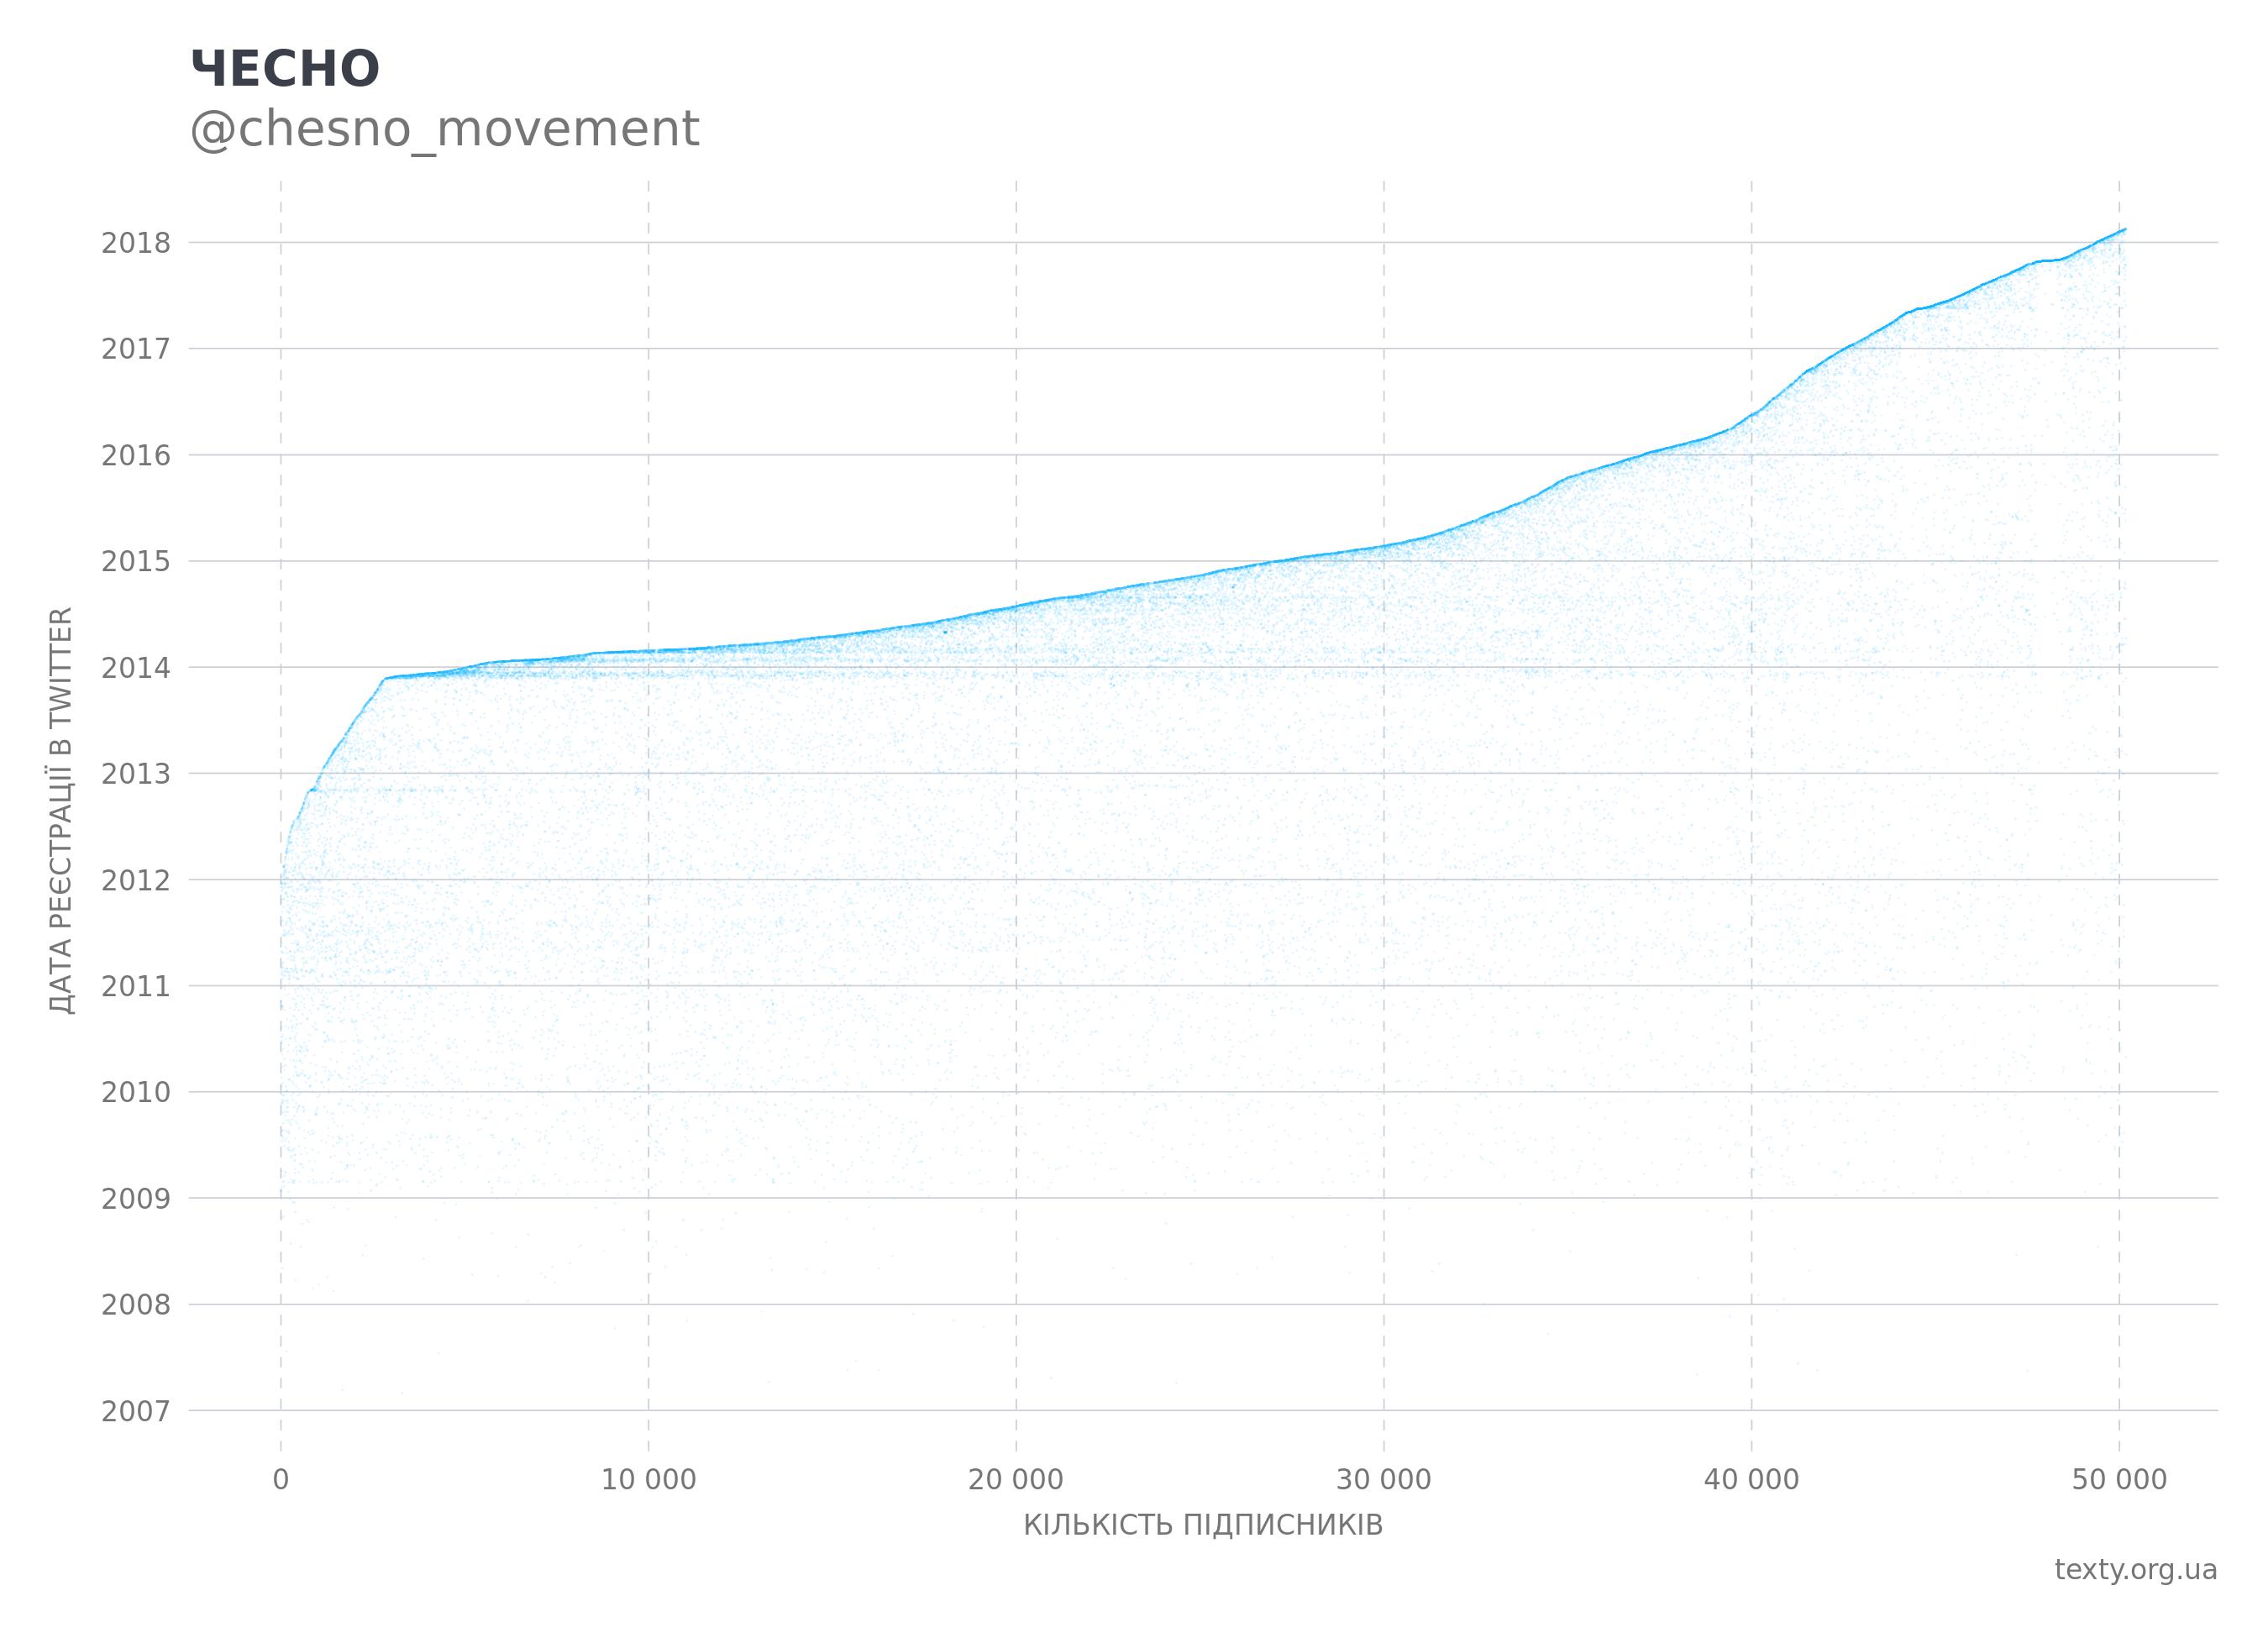 ЧЕСНО
@chesno_movement
ДАТА РЕЄСТРАЦІЇ В TWITTER
2018
2017
2016
2015
2014
2013
2012
2011
2010
2009
2008
2007
0 10 000 20 000 30 000 40 000 50 000
КІЛЬКІСТЬ ПІДПИСНИКІВ
texty.org.ua